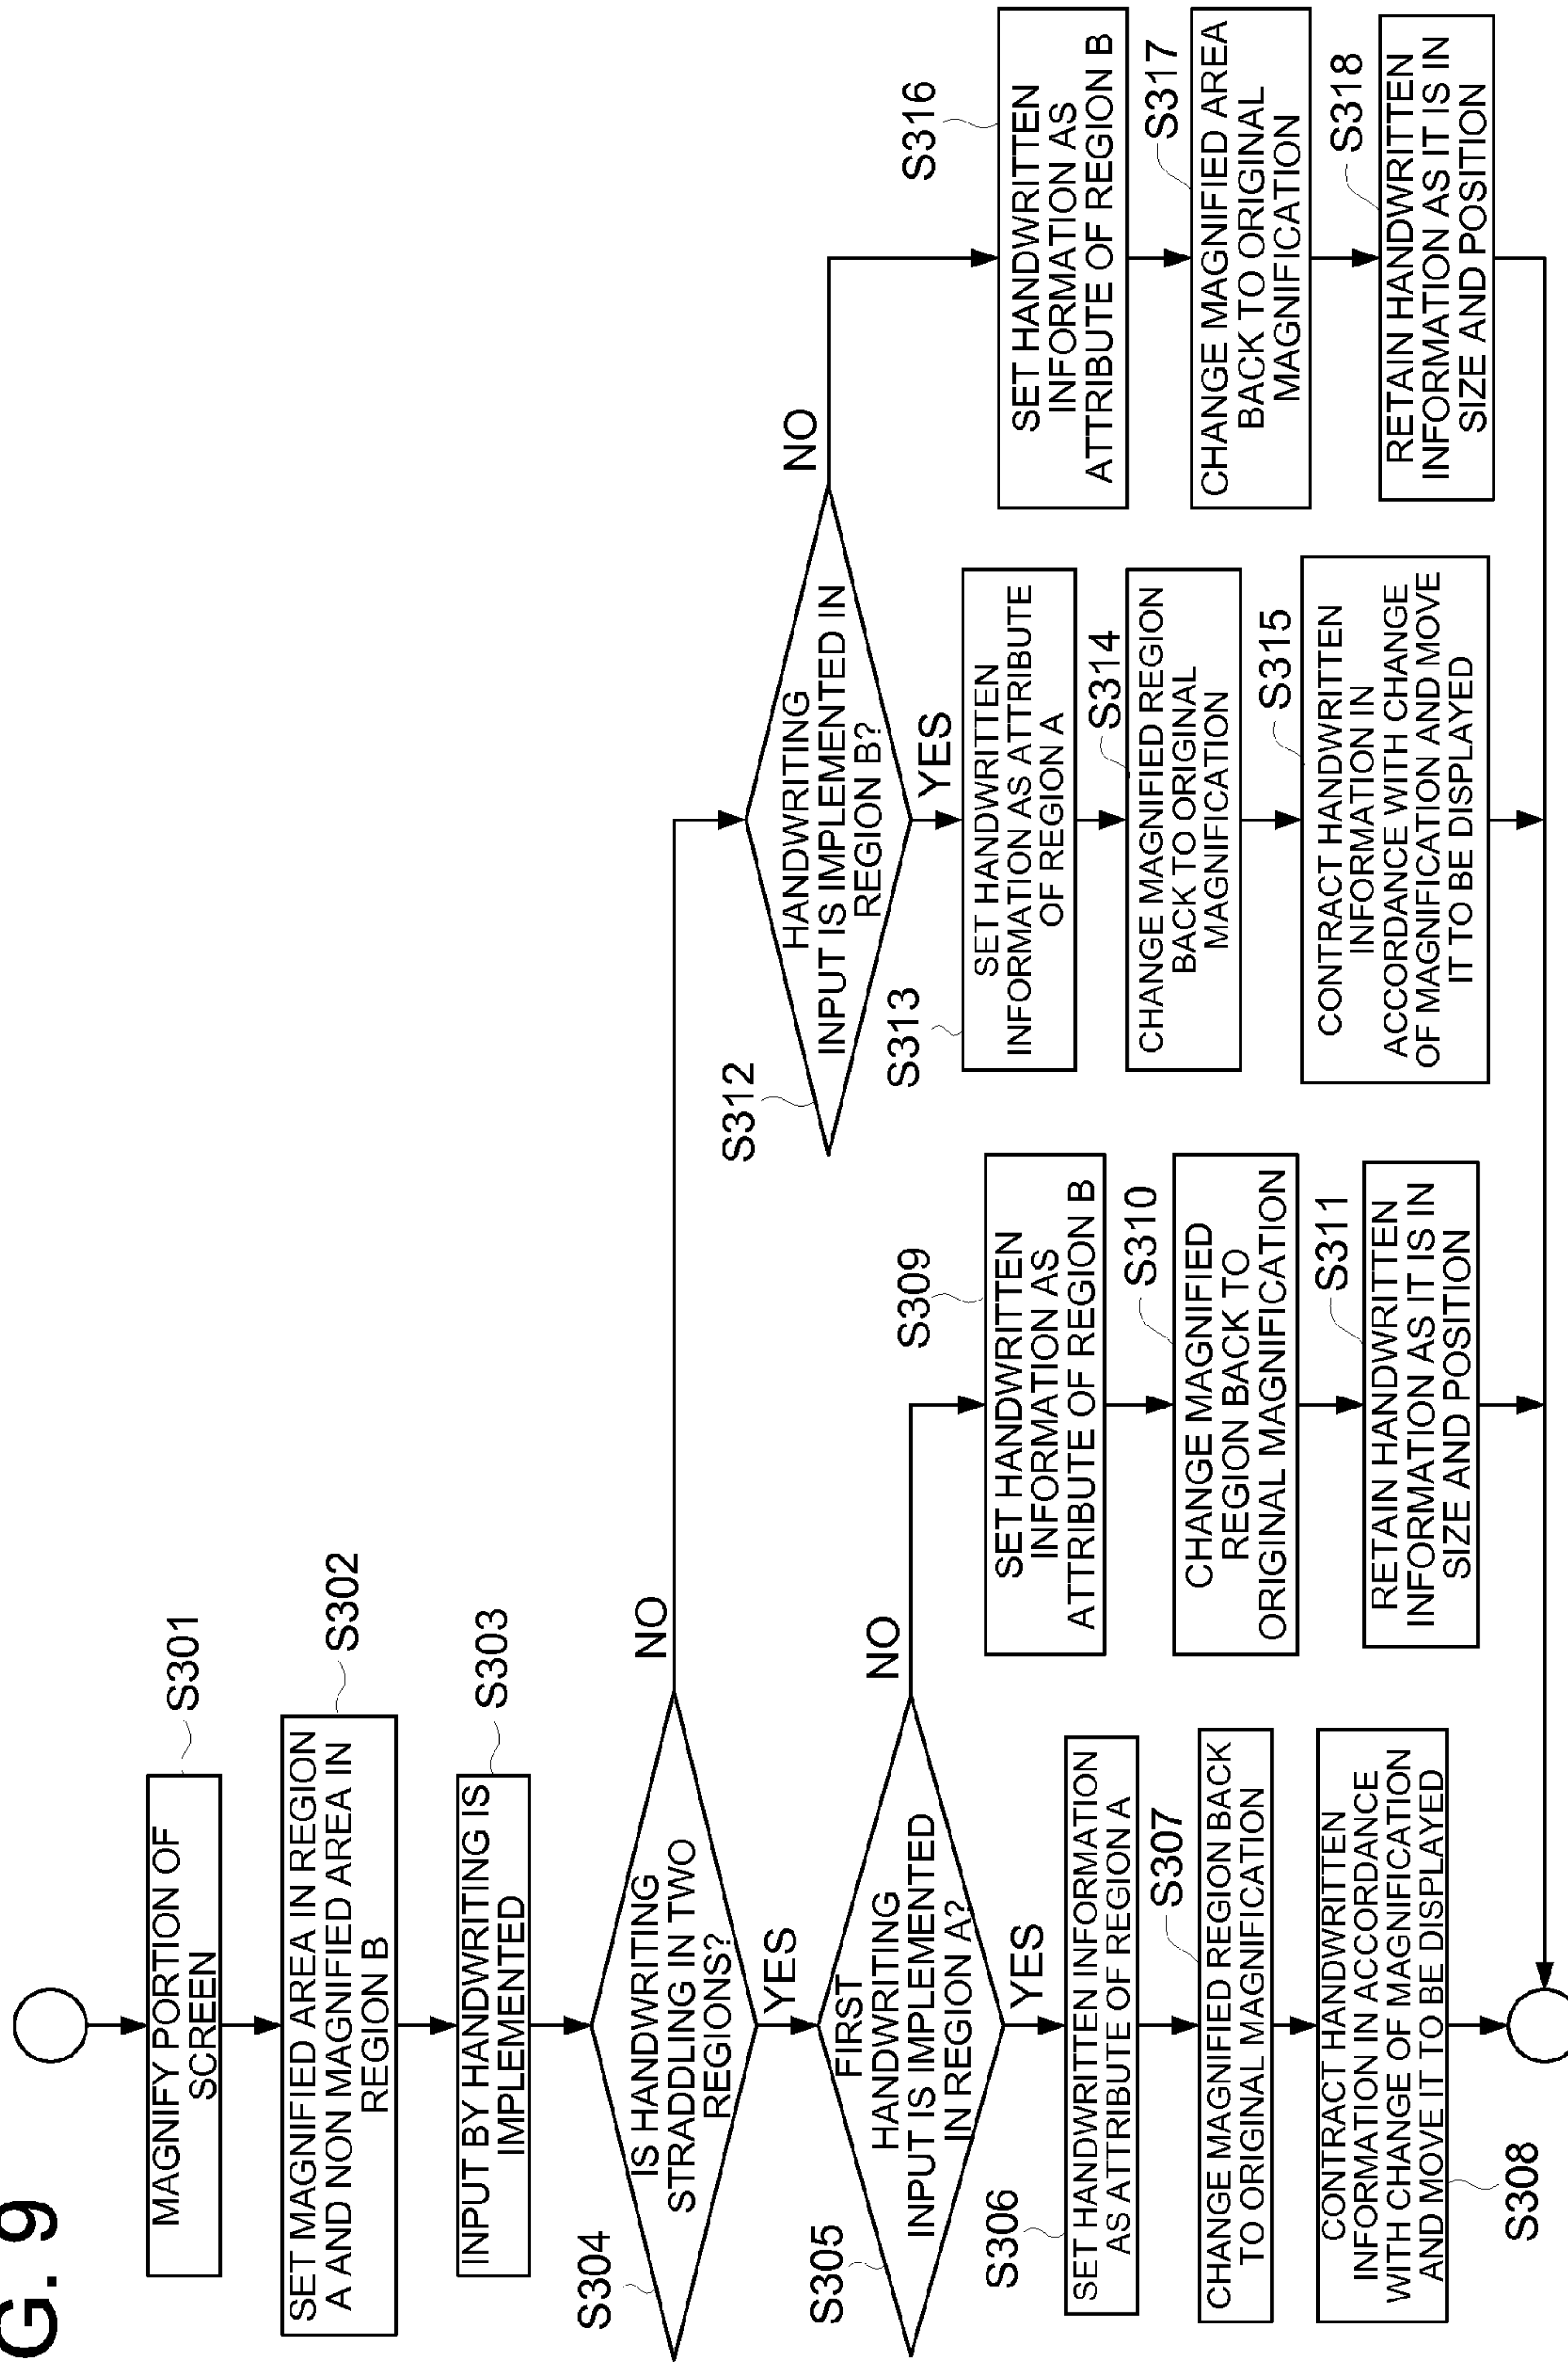 G. 9
S301
MAGNIFY PORTION OF
SCREEN
S302
SET MAGNIFIED AREA IN REGION
A AND NON MAGNIFIED AREA IN
REGION B
S303
INPUT BY HANDWRITING IS
IMPLEMENTED
S304
IS HANDWRITING
STRADDLING IN TWO
REGIONS?
NO
YES
S305
FIRST
HANDWRITING
INPUT IS IMPLEMENTED
IN REGION A?
NO
YES
S306
SET HANDWRITTEN INFORMATION
AS ATTRIBUTE OF REGION A
S307
CHANGE MAGNIFIED REGION BACK
TO ORIGINAL MAGNIFICATION
CONTRACT HANDWRITTEN
INFORMATION IN ACCORDANCE
WITH CHANGE OF MAGNIFICATION
AND MOVE IT TO BE DISPLAYED
S308
S309
SET HANDWRITTEN
INFORMATION AS
ATTRIBUTE OF REGION B
S310
CHANGE MAGNIFIED
REGION BACK TO
ORIGINAL MAGNIFICATION
S311
RETAIN HANDWRITTEN
INFORMATION AS IT IS IN
SIZE AND POSITION
S312
HANDWRITING
INPUT IS IMPLEMENTED IN
REGION B?
NO
YES
S313
SET HANDWRITTEN
INFORMATION AS ATTRIBUTE
OF REGION A
S314
CHANGE MAGNIFIED REGION
BACK TO ORIGINAL
MAGNIFICATION
S315
CONTRACT HANDWRITTEN
INFORMATION IN
ACCORDANCE WITH CHANGE
OF MAGNIFICATION AND MOVE
IT TO BE DISPLAYED
S316
SET HANDWRITTEN
INFORMATION AS
ATTRIBUTE OF REGION B
S317
CHANGE MAGNIFIED AREA
BACK TO ORIGINAL
MAGNIFICATION
S318
RETAIN HANDWRITTEN
INFORMATION AS IT IS IN
SIZE AND POSITION